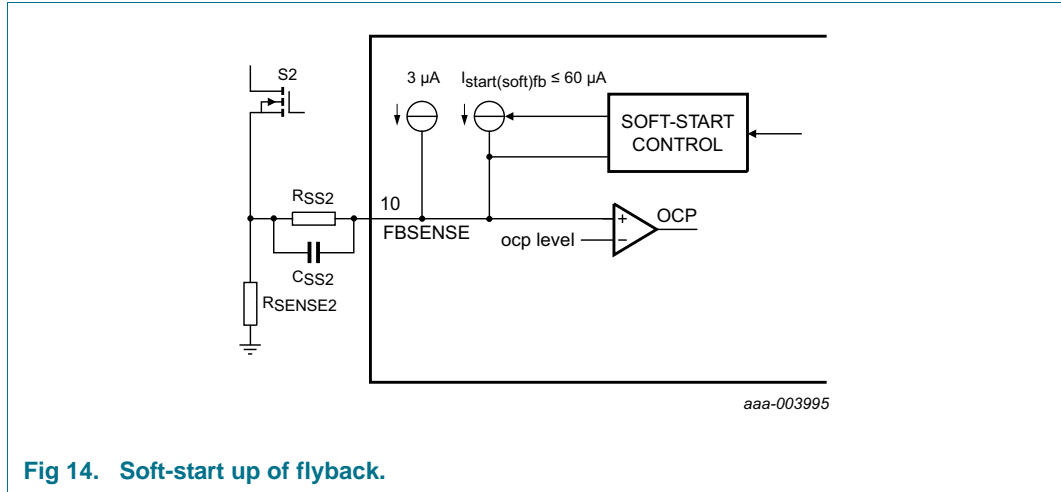 S2
3 µA
Istart(soft)fb ≤ 60 µA
SOFT-START
CONTROL
RSS2
10
FBSENSE
CSS2
ocp level
+
−
OCP
RSENSE2
aaa-003995
Fig 14. Soft-start up of flyback.